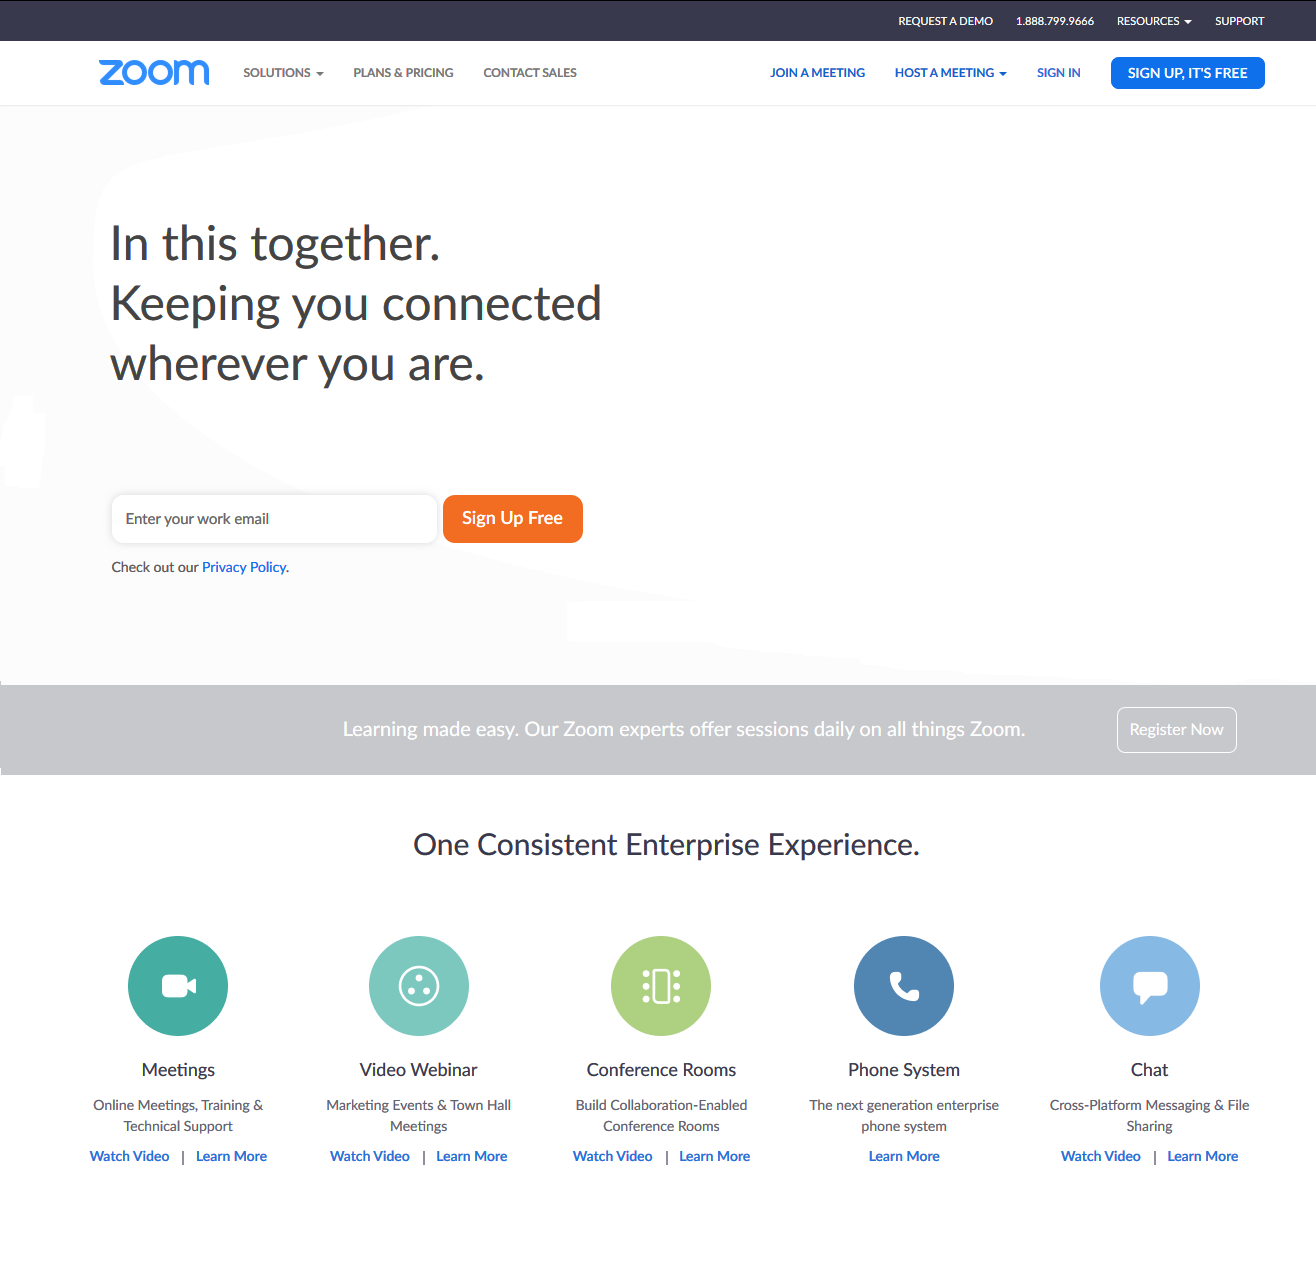 REQUEST A DEMO 1.888.799.9666 RESOURCES SUPPORT
zoom SOLUTIONS PLANS & PRICING CONTACT SALES JOIN A MEETING HOST A MEETING SIGN IN SIGN UP, IT'S FREE
In this together.
Keeping you connected
wherever you are.
Enter your work email Sign Up Free
Check out our Privacy Policy.
Learning made easy. Our Zoom experts offer sessions daily on all things Zoom. Register Now
One Consistent Enterprise Experience.
Meetings
Online Meetings, Training &
Technical Support
Watch Video | Learn More
Video Webinar
Marketing Events & Town Hall
Meetings
Watch Video | Learn More
Conference Rooms
Build Collaboration-Enabled
Conference Rooms
Watch Video | Learn More
Phone System
The next generation enterprise
phone system
Learn More
Chat
Cross-Platform Messaging & File
Sharing
Watch Video | Learn More